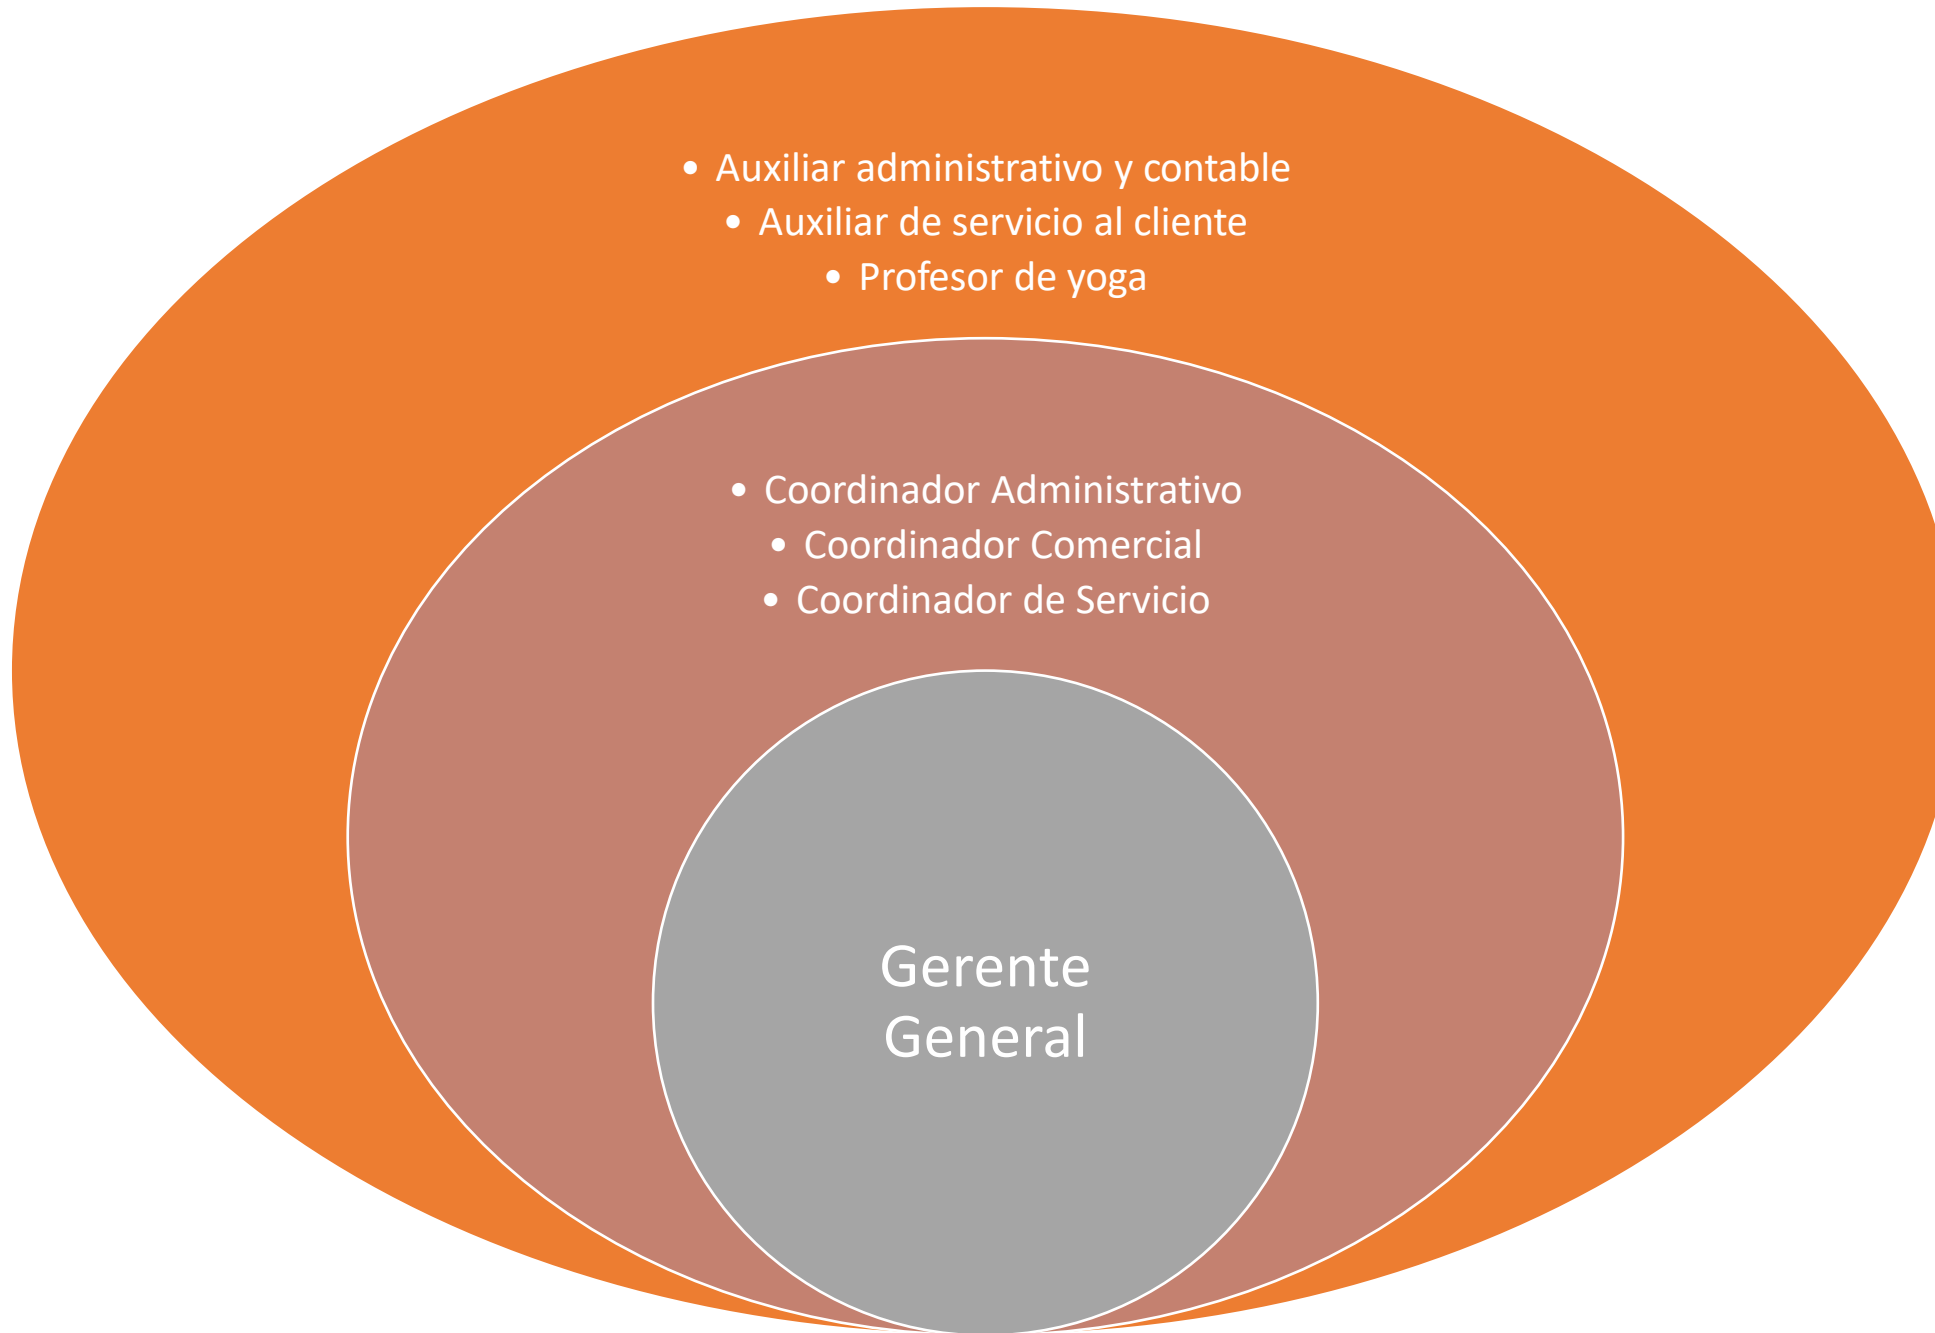 • Auxiliar administrativo y contable
• Auxiliar de servicio al cliente
• Profesor de yoga
• Coordinador Administrativo
• Coordinador Comercial
• Coordinador de Servicio
Gerente
General